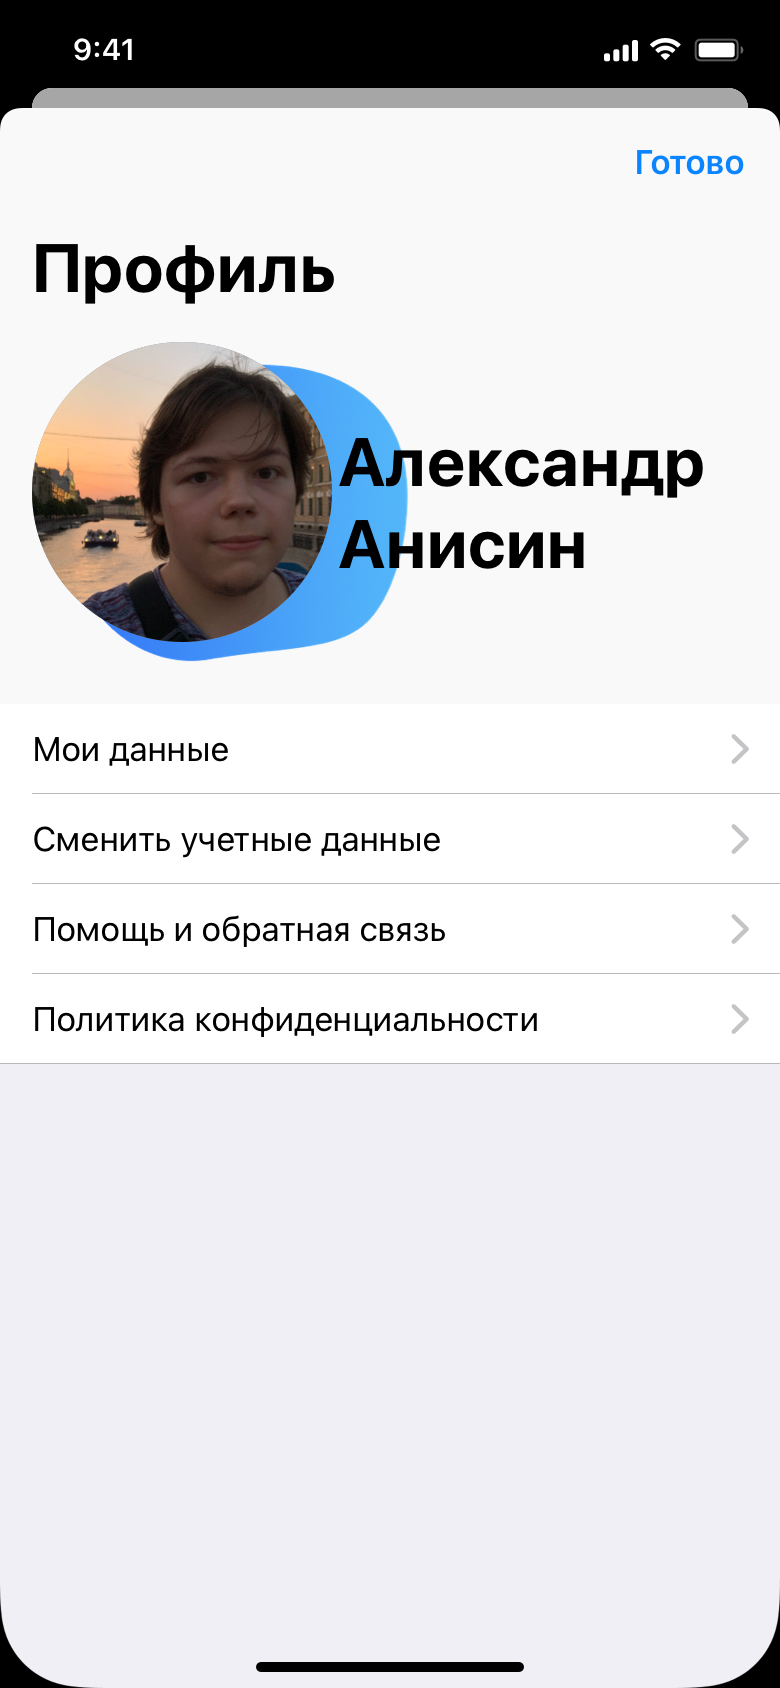 9:41
Готово
Профиль
Александр
Анисин
Мои данные
Сменить учетные данные
Помощь и обратная связь
Политика конфиденциальности